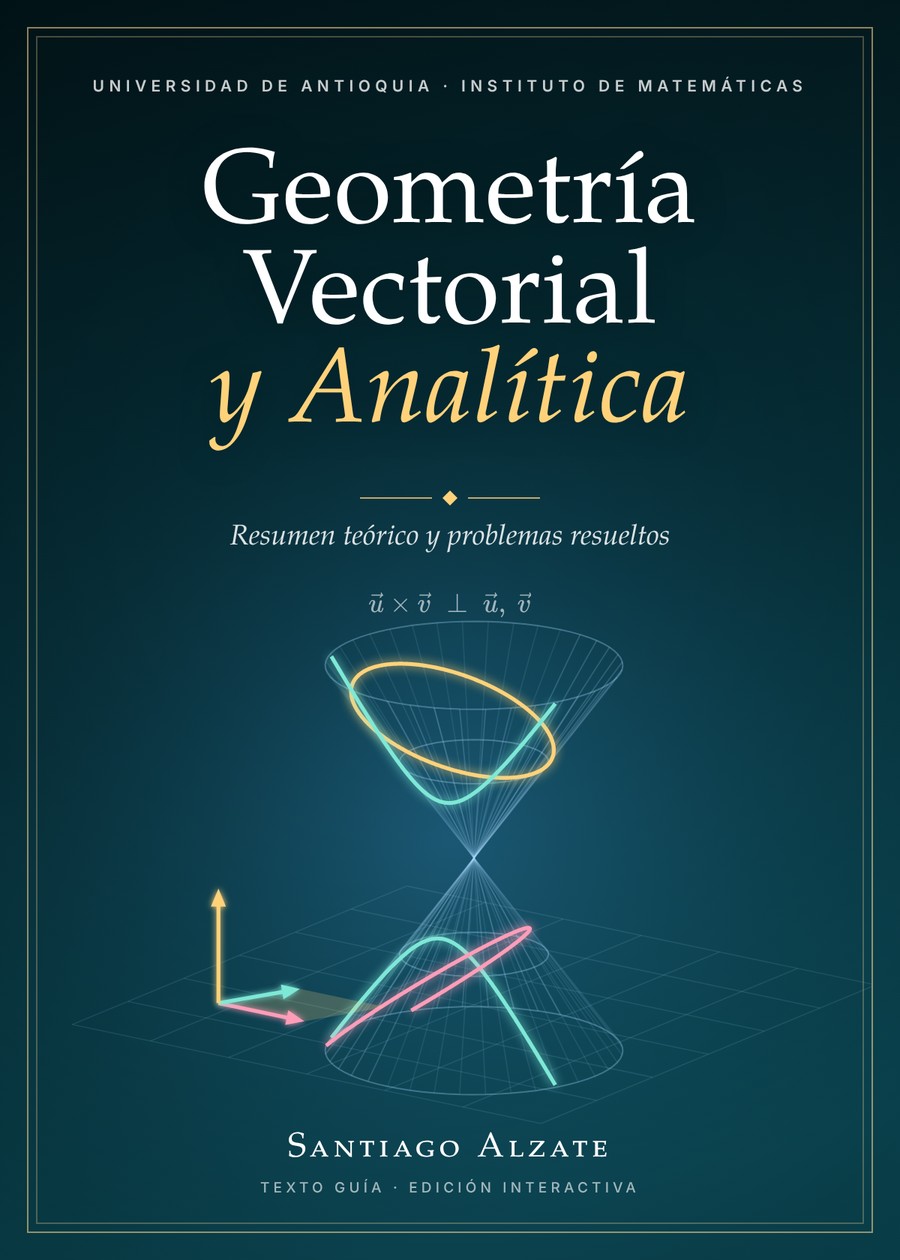 UNIVERSIDAD DE ANTIOQUIA · INSTITUTO DE MATEMÁTICAS
Geometría
Vectorial
y Analítica
Resumen teórico y problemas resueltos
u⃗ × v⃗ ⊥ u⃗, v⃗
SANTIAGO ALZATE
TEXTO GUÍA · EDICIÓN INTERACTIVA